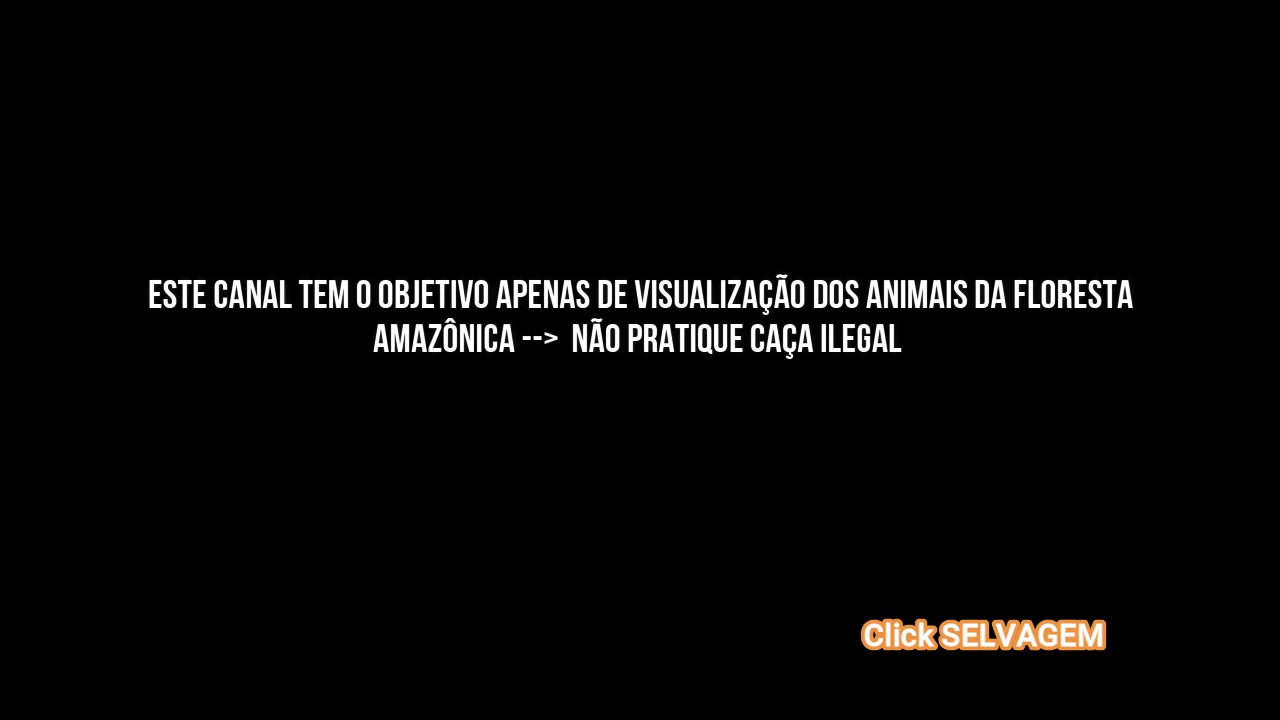 ESTE CANAL TEM O OBJETIVO APENAS DE VISUALIZAÇÃO DOS ANIMAIS DA FLORESTA
AMAZÔNICA --> NÃO PRATIQUE CAÇA ILEGAL
Click SELVAGEM